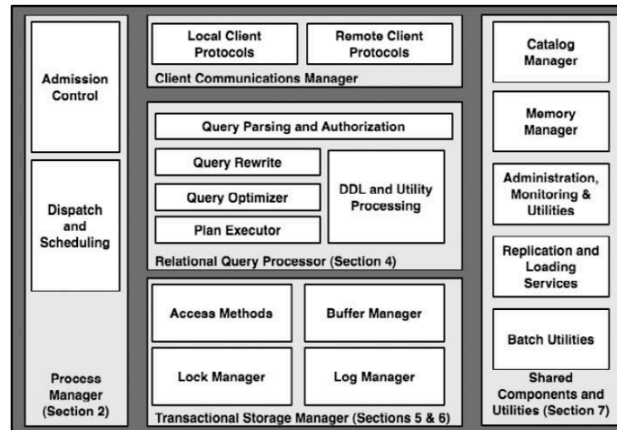 Admission
Control
Dispatch
and
Scheduling
Process
Manager
(Section 2)
Local Client
Protocols
Remote Client
Protocols
Client Communications Manager
Query Parsing and Authorization
Query Rewrite
Query Optimizer
Plan Executor
DDL and Utility
Processing
Relational Query Processor (Section 4)
Access Methods
Buffer Manager
Lock Manager
Log Manager
Transactional Storage Manager (Sections 5 & 6)
Catalog
Manager
Memory
Manager
Administration,
Monitoring &
Utilities
Replication and
Loading
Services
Batch Utilities
Shared
Components and
Utilities (Section 7)